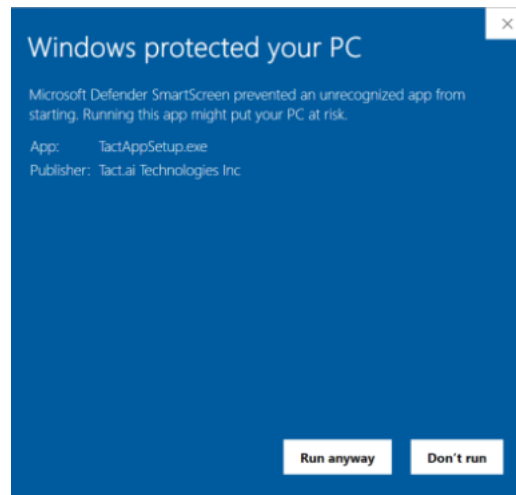 Windows protected your PC
Microsoft Defender SmartScreen prevented an unrecognized app from
starting. Running this app might put your PC at risk.
App: TactAppSetup.exe
Publisher: Tact.ai Technologies Inc
Run anyway Don't run